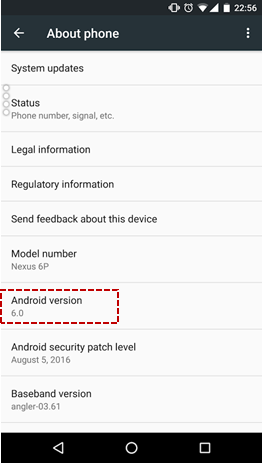 22:56
About phone
System updates
Status
Phone number, signal, etc.
Legal information
Regulatory information
Send feedback about this device
Model number
Nexus 6P
Android version
6.0
Android security patch level
August 5, 2016
Baseband version
angler-03.61